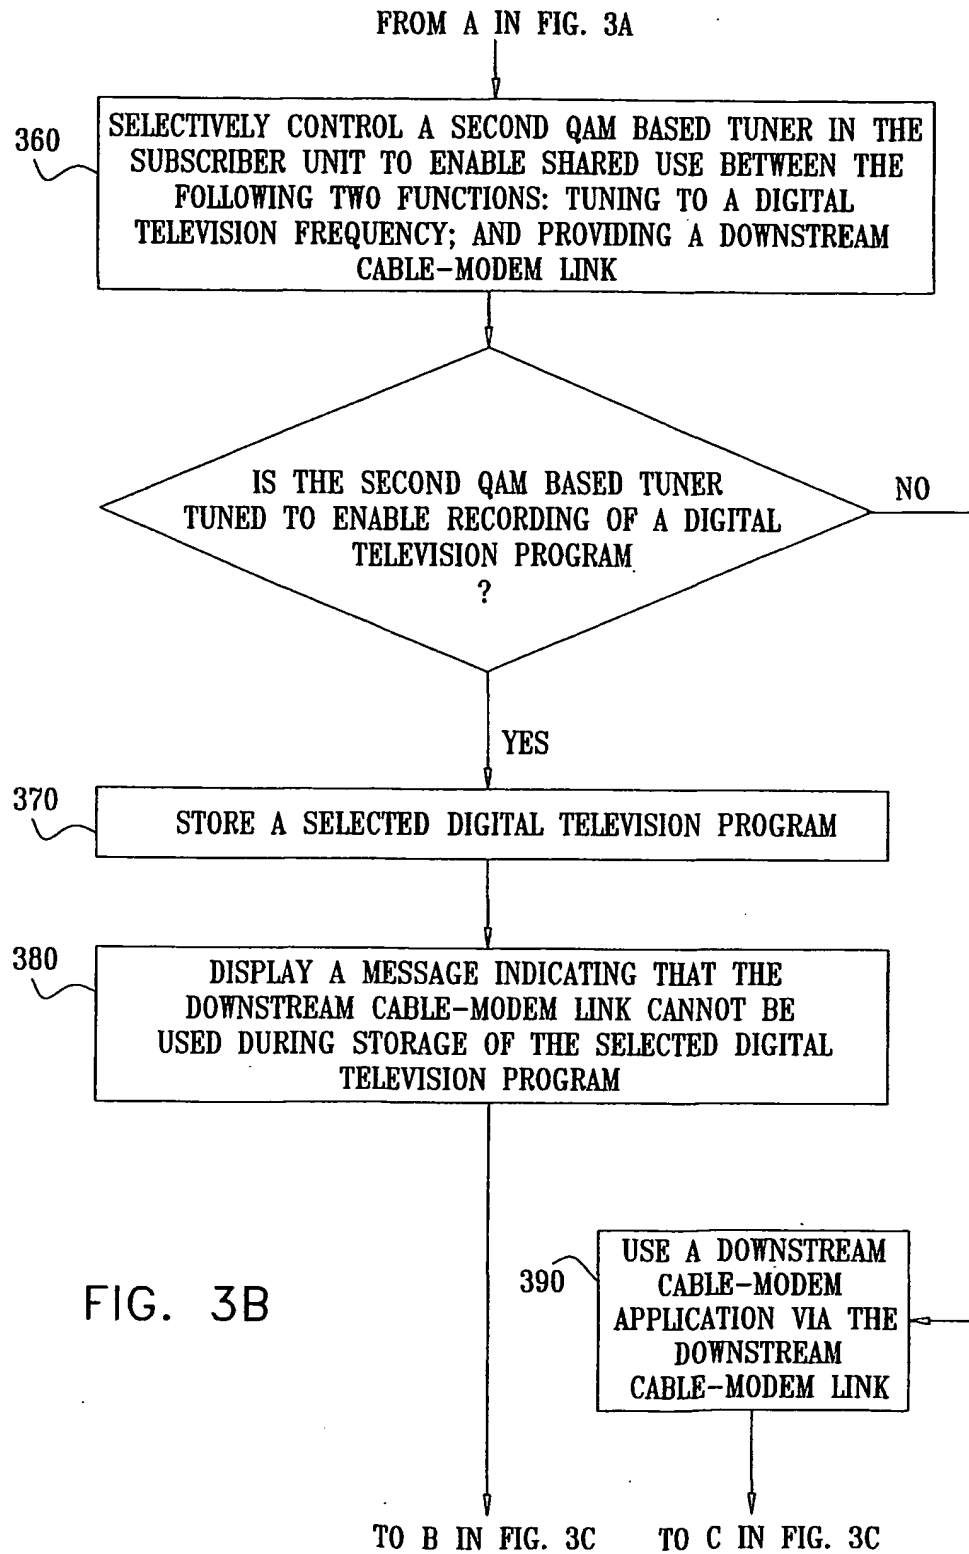 FROM A IN FIG. 3A
360
SELECTIVELY CONTROL A SECOND QAM BASED TUNER IN THE
SUBSCRIBER UNIT TO ENABLE SHARED USE BETWEEN THE
FOLLOWING TWO FUNCTIONS: TUNING TO A DIGITAL
TELEVISION FREQUENCY; AND PROVIDING A DOWNSTREAM
CABLE-MODEM LINK
IS THE SECOND QAM BASED TUNER
TUNED TO ENABLE RECORDING OF A DIGITAL
TELEVISION PROGRAM
?
NO
YES
370
STORE A SELECTED DIGITAL TELEVISION PROGRAM
380
DISPLAY A MESSAGE INDICATING THAT THE
DOWNSTREAM CABLE-MODEM LINK CANNOT BE
USED DURING STORAGE OF THE SELECTED DIGITAL
TELEVISION PROGRAM
390
USE A DOWNSTREAM
CABLE-MODEM
APPLICATION VIA THE
DOWNSTREAM
CABLE-MODEM LINK
FIG. 3B
TO B IN FIG. 3C
TO C IN FIG. 3C